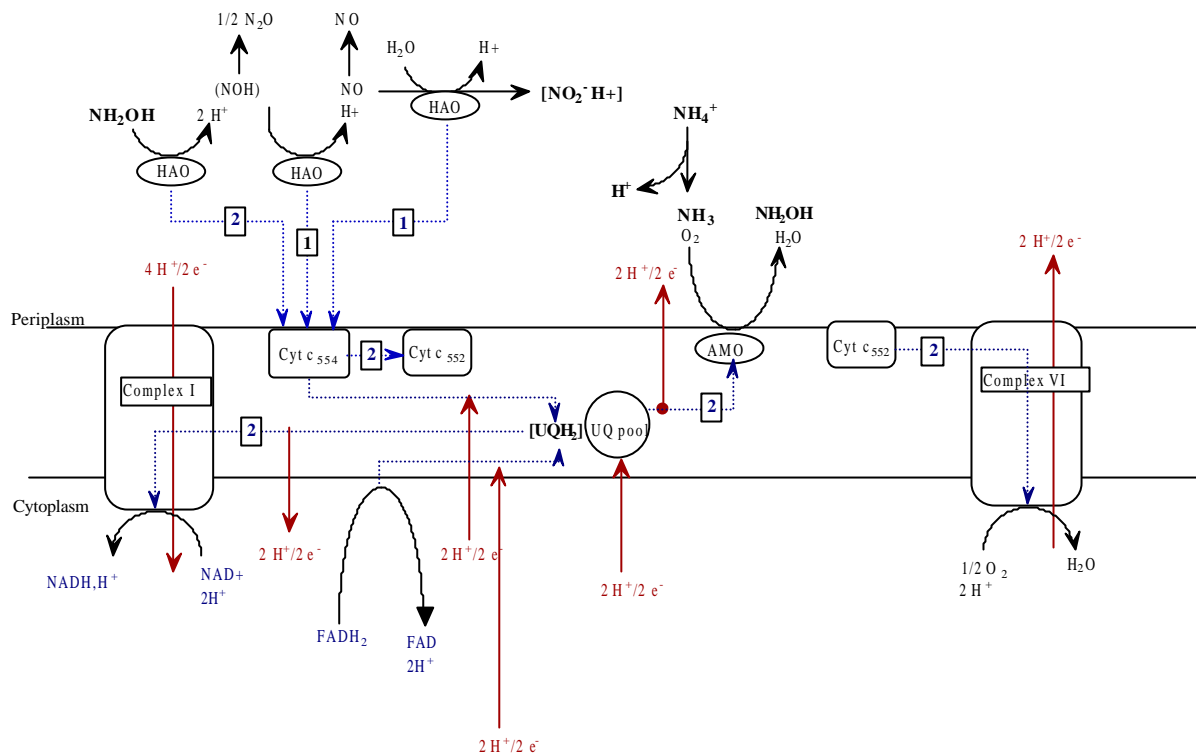 1/2 N₂O
NO
H₂O
H+
(NOH)
NO
[NO₂⁻H+]
NH₂OH
2 H⁺
H+
HAO
NH₄⁺
HAO
HAO
H⁺
2
1
1
NH₃
O₂
NH₂OH
H₂O
2 H⁺/2 e⁻
4 H⁺/2 e⁻
2 H⁺/2 e⁻
Periplasm
Cyt c₅₅₄
2
Cyt c₅₅₂
AMO
Cyt c₅₅₂
2
Complex I
Complex VI
2
[UQH₂]
UQ pool
2
Cytoplasm
NADH,H⁺
NAD+
2H⁺
2 H⁺/2 e⁻
2 H⁺/2 e⁻
2 H⁺/2 e⁻
1/2 O₂
2 H⁺
H₂O
FADH₂
FAD
2H⁺
2 H⁺/2 e⁻